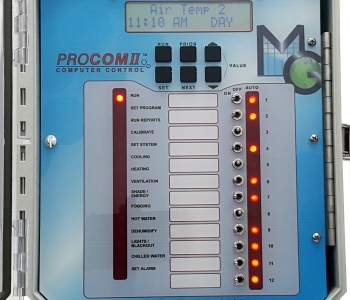 Air Temp 2
11:10 AM DAY
PROCOM II™
COMPUTER CONTROL
RUN PRIOR
SET NEXT
VALUE
M G
ON OFF AUTO
RUN
SET PROGRAM
RUN REPORTS
CALIBRATE
SET SYSTEM
COOLING
HEATING
VENTILATION
SHADE /
ENERGY
FOGGING
HOT WATER
DEHUMIDIFY
LIGHTS /
BLACKOUT
CHILLED WATER
SET ALARM
1
2
3
4
5
6
7
8
9
10
11
12